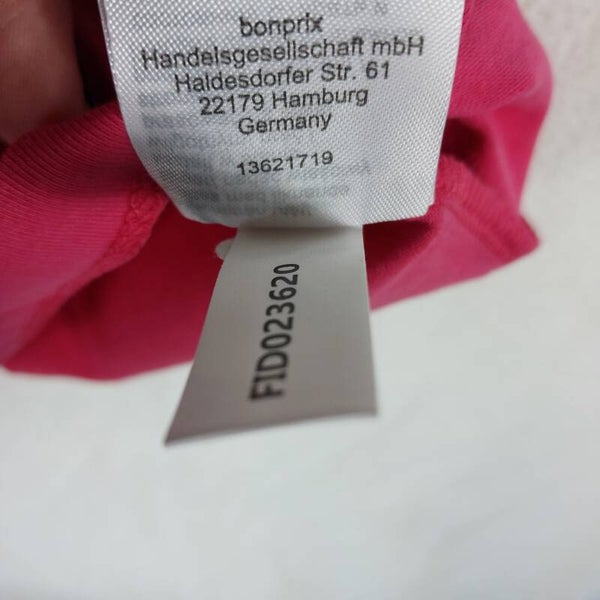 bonprix
Handelsgesellschaft mbH
Haldesdorfer Str. 61
22179 Hamburg
Germany
13621719
FID023620